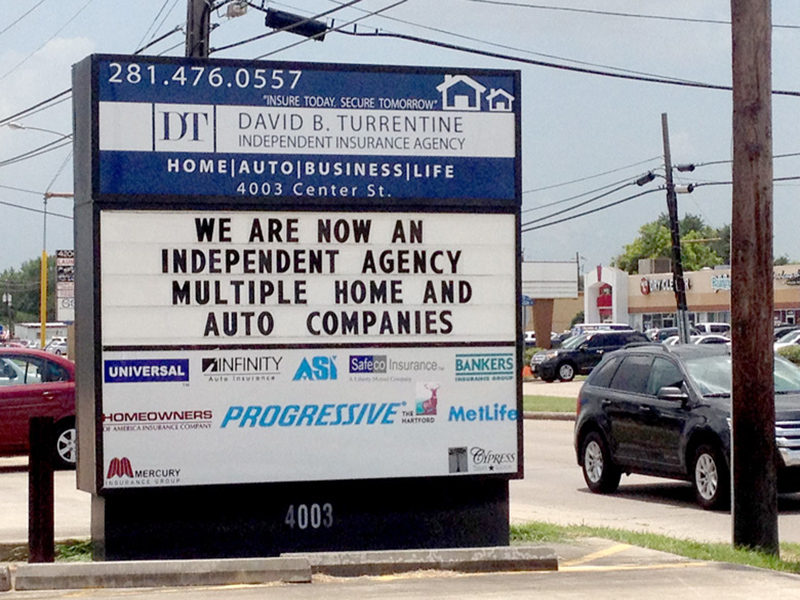 281.476.0557
"INSURE TODAY. SECURE TOMORROW"
DT
DAVID B. TURRENTINE
INDEPENDENT INSURANCE AGENCY
HOME|AUTO|BUSINESS|LIFE
4003 Center St.
WE ARE NOW AN
INDEPENDENT AGENCY
MULTIPLE HOME AND
AUTO COMPANIES
UNIVERSAL
INFINITY
Auto Insurance
ASI
Safeco Insurance
A Liberty Mutual Company
BANKERS
INSURANCE GROUP
HOMEOWNERS
OF AMERICA INSURANCE COMPANY
PROGRESSIVE
THE
HARTFORD
MetLife
MERCURY
INSURANCE GROUP
CYPRESS
4003